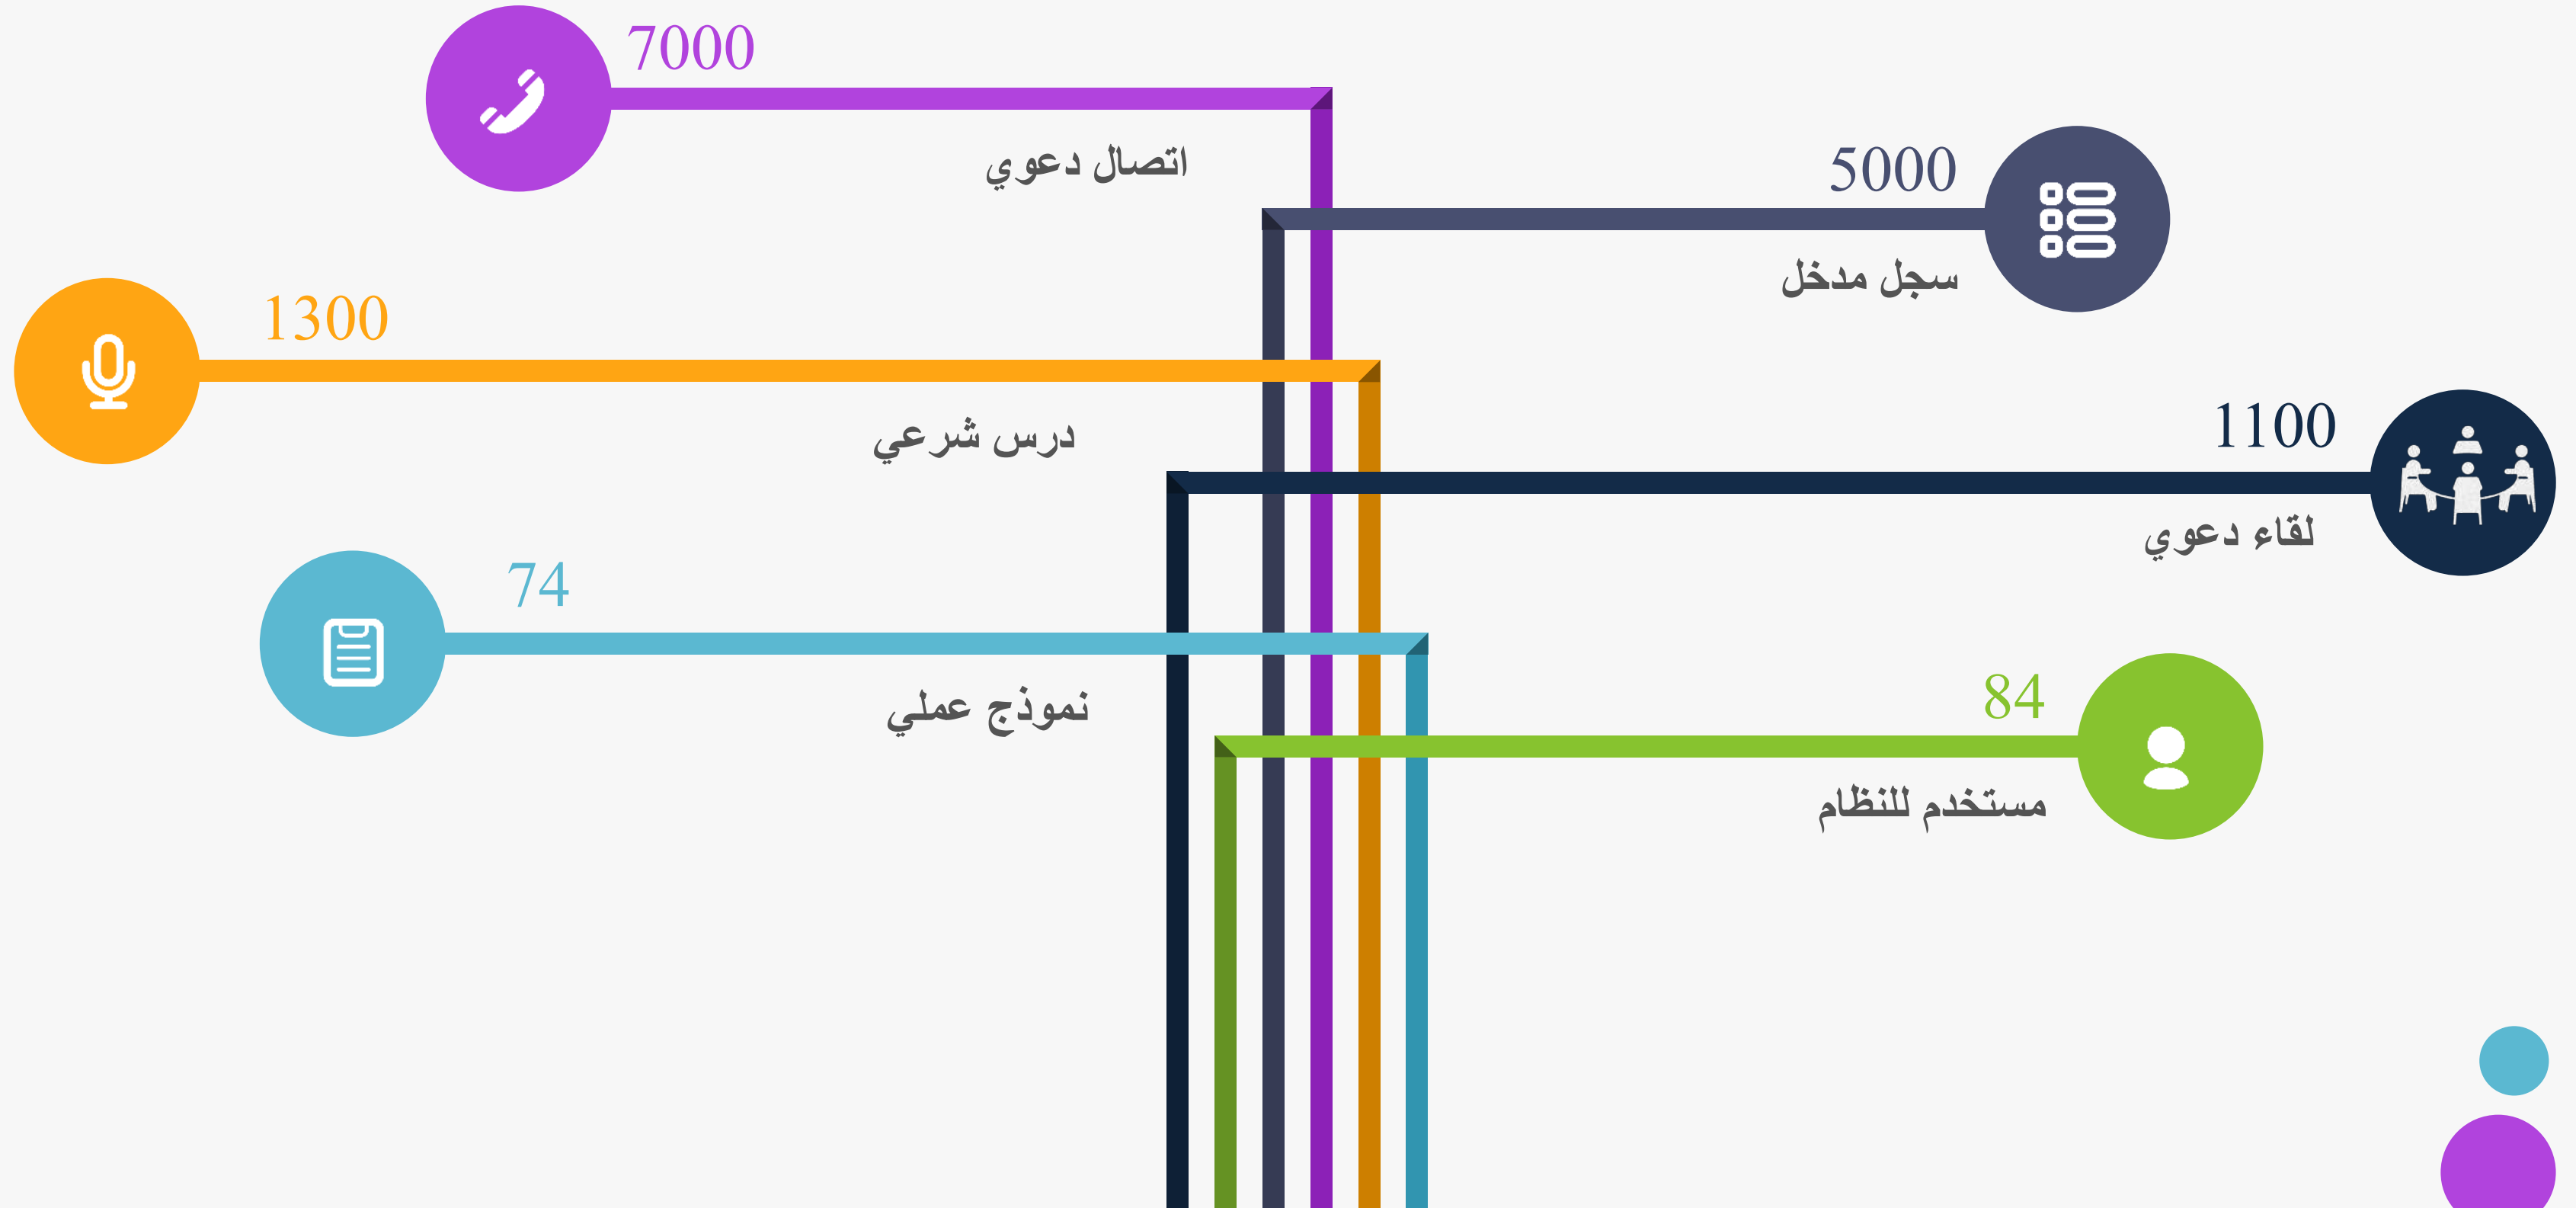 7000
اتصال دعوي
5000
سجل مدخل
1300
درس شرعي
1100
لقاء دعوي
74
نموذج عملي
84
مستخدم للنظام